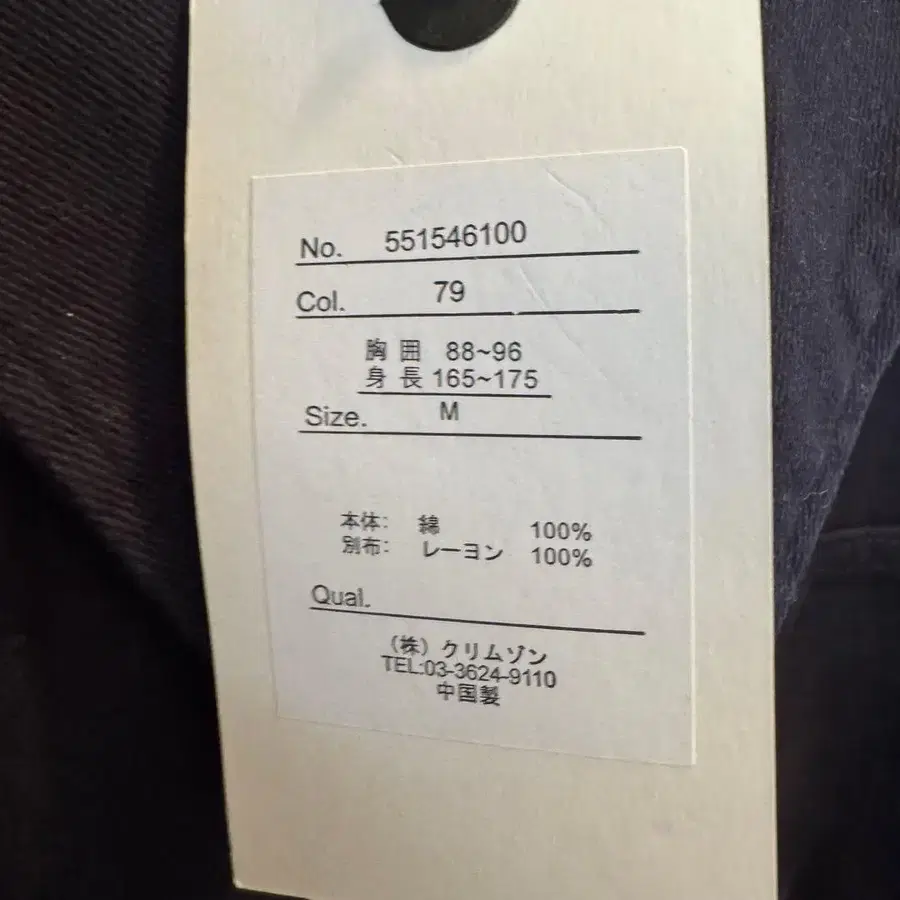 No. 551546100
Col. 79
胸囲 88~96
身長 165~175
Size. M
本体: 綿 100%
別布: レーヨン 100%
Qual.
(株)クリムゾン
TEL:03-3624-9110
中国製